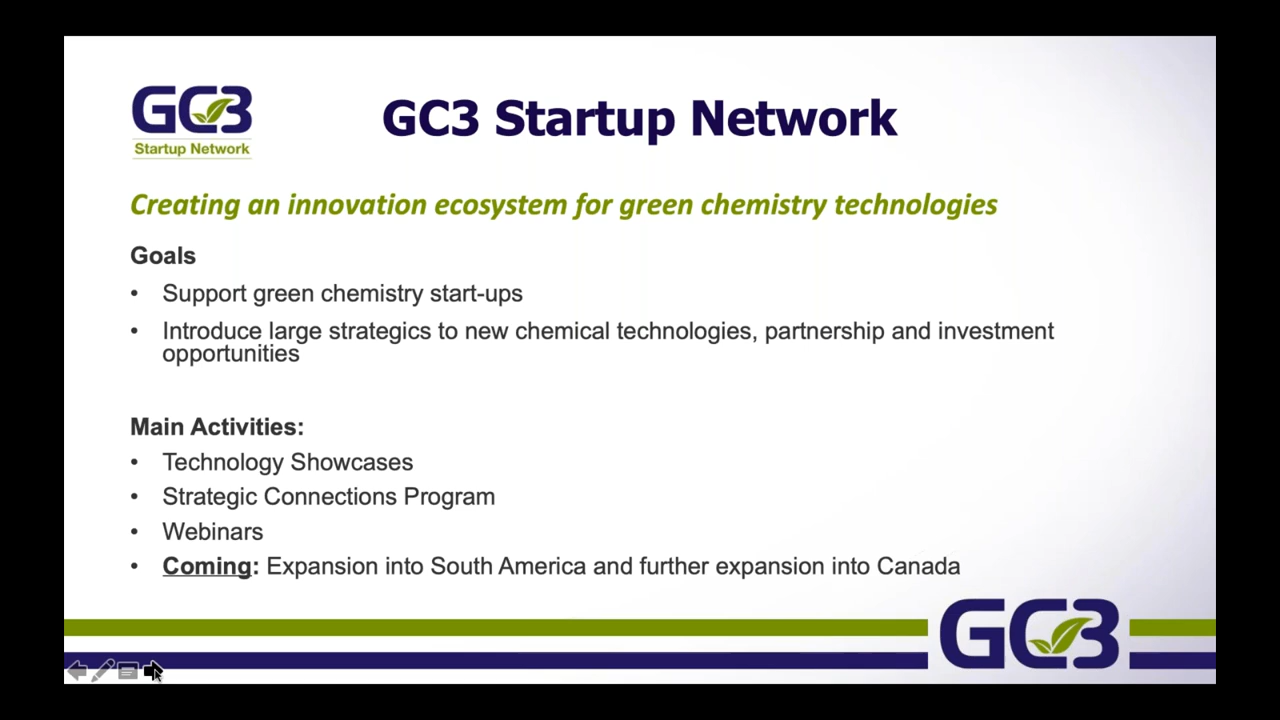 GC3
Startup Network
GC3 Startup Network
Creating an innovation ecosystem for green chemistry technologies
Goals
• Support green chemistry start-ups
• Introduce large strategics to new chemical technologies, partnership and investment
opportunities
Main Activities:
• Technology Showcases
• Strategic Connections Program
• Webinars
• Coming: Expansion into South America and further expansion into Canada
GC3